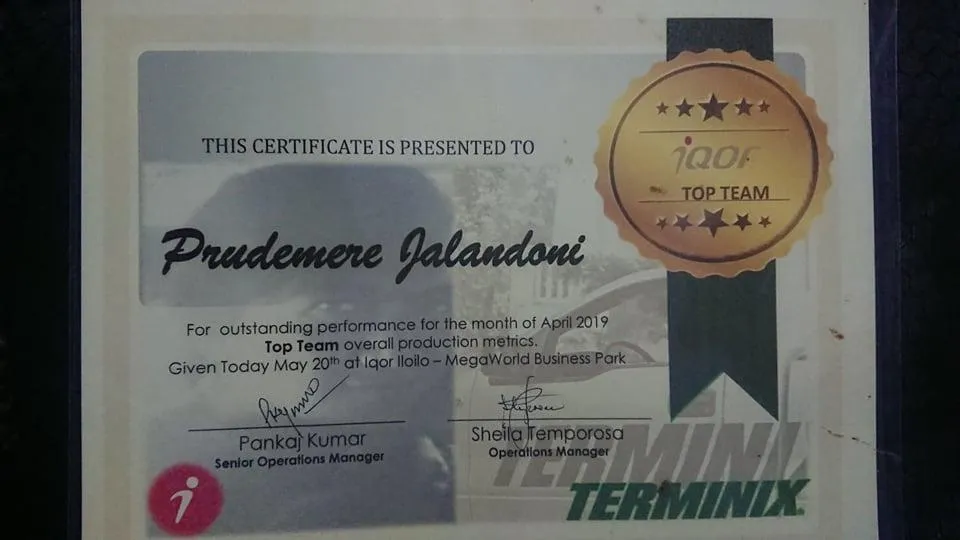 THIS CERTIFICATE IS PRESENTED TO
iqor
TOP TEAM
Prudemere Jalandoni
For outstanding performance for the month of April 2019
Top Team overall production metrics.
Given Today May 20th at Iqor Iloilo – MegaWorld Business Park
Pankaj Kumar
Senior Operations Manager
Sheila Temporosa
Operations Manager
TERMINIX
TERMINIX
i